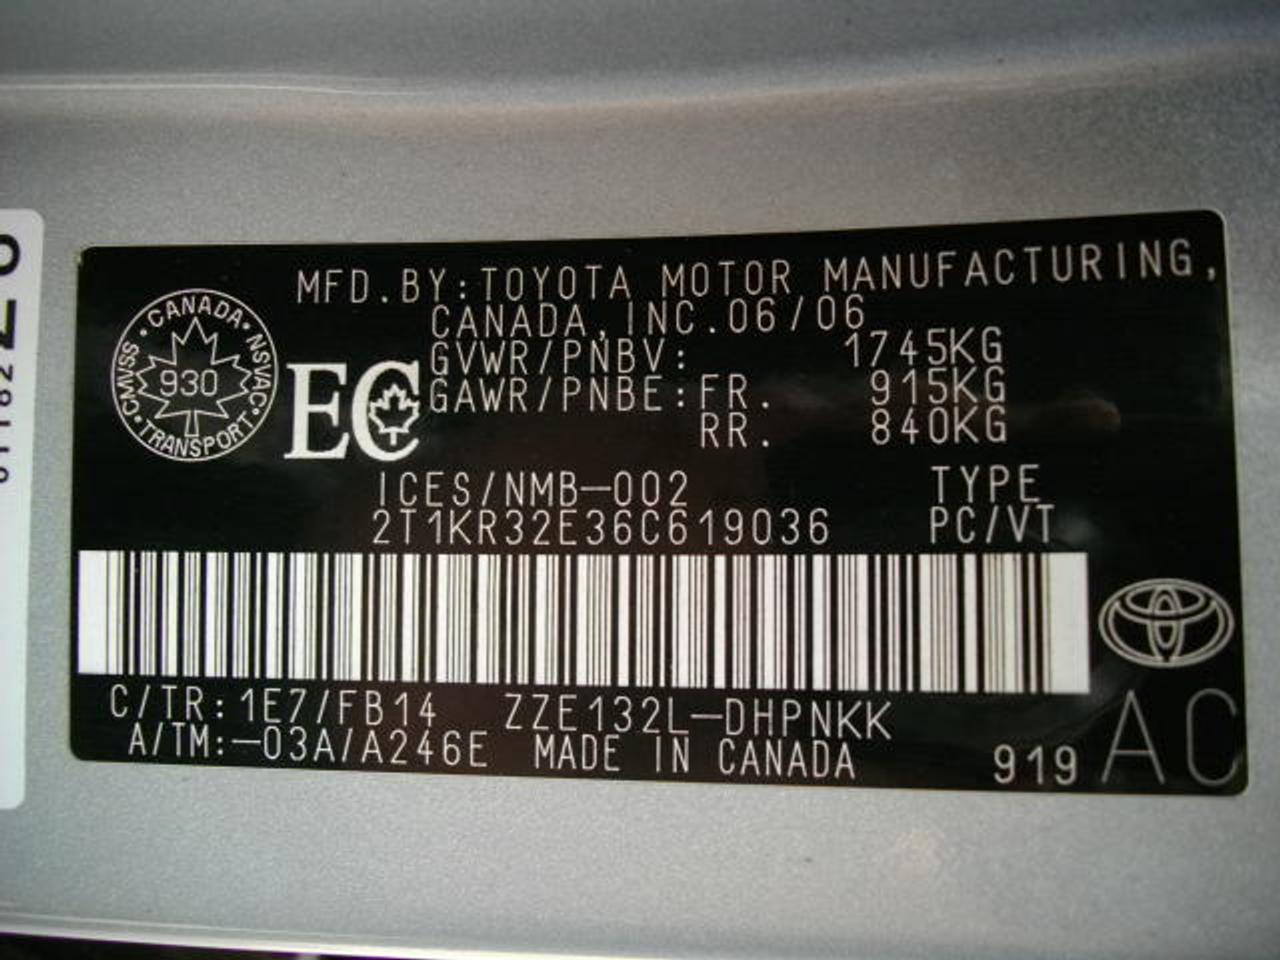 MFD.BY:TOYOTA MOTOR MANUFACTURING,
CANADA, INC.06/06
GVWR/PNBV: 1745KG
GAWR/PNBE:FR. 915KG
RR. 840KG
CANADA
NSVAC
TRANSPORT
CMVSS
930
EC
ICES/NMB-002 TYPE
2T1KR32E36C619036 PC/VT
C/TR:1E7/FB14 ZZE132L-DHPNKK
A/TM:-03A/A246E MADE IN CANADA 919 AC